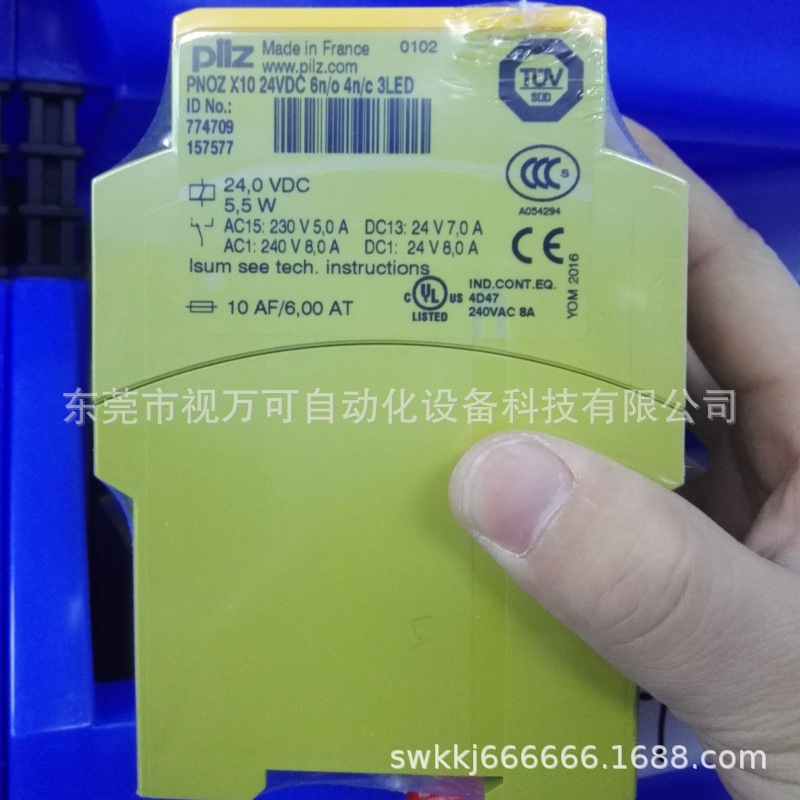 pilz Made in France 0102
www.pilz.com
PNOZ X10 24VDC 6n/o 4n/c 3LED
ID No.:
774709
157577
TÜV
SÜD
CCC S
A054294
24,0 VDC
5,5 W
AC15: 230 V 5,0 A DC13: 24 V 7,0 A
AC1: 240 V 8,0 A DC1: 24 V 8,0 A
Isum see tech. instructions
CE
YOM 2016
10 AF/6,00 AT
C UL US
LISTED
IND.CONT.EQ.
4D47
240VAC 8A
东莞市视万可自动化设备科技有限公司
5
swkkj666666.1688.com